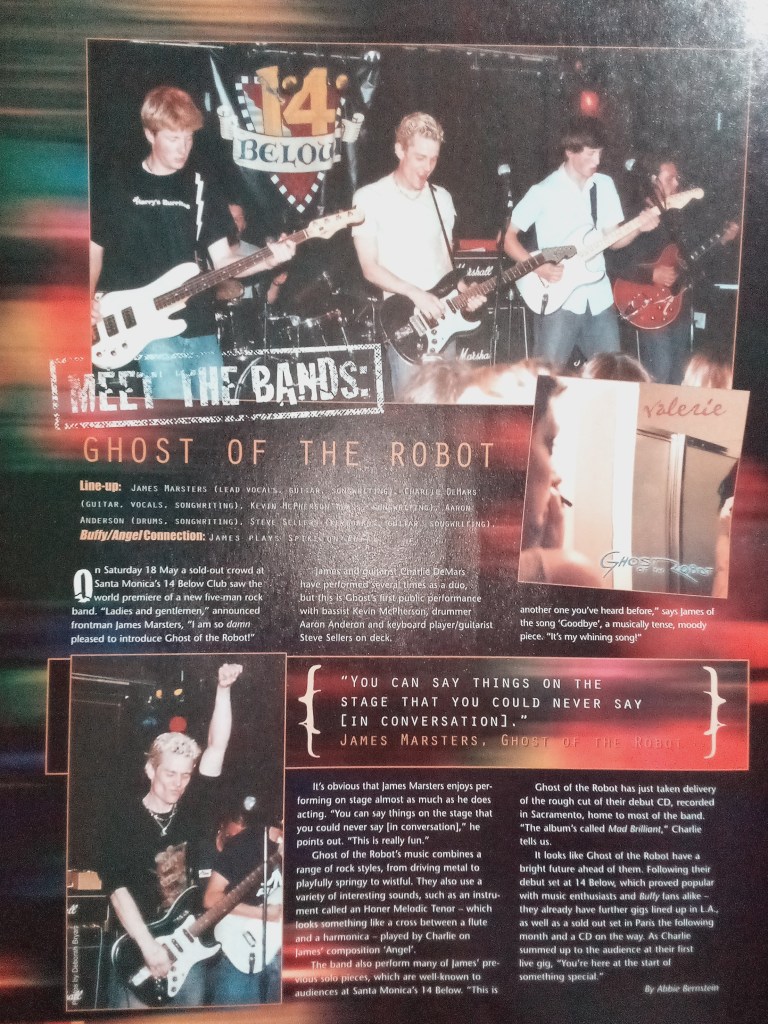 14
BELOW
Marshall
Marsha
MEET THE BANDS:
valerie
GHOST OF THE ROBOT
GHOST OF THE ROBOT
Line-up: JAMES MARSTERS (LEAD VOCALS, GUITAR, SONGWRITING), CHARLIE DEMARS
(GUITAR, VOCALS, SONGWRITING), KEVIN MCPHERSON SONGWRITING), AARON
ANDERSON (DRUMS, SONGWRITING), STEVE SELLERS (KEYBOARDS, GUITAR, SONGWRITING),
Buffy/Angel Connection: JAMES PLAYS SPIKE ON
On Saturday 18 May a sold-out crowd at
Santa Monica's 14 Below Club saw the
world premiere of a new five-man rock
band. "Ladies and gentlemen," announced
frontman James Marsters, "I am so damn
pleased to introduce Ghost of the Robot!"
James and guitarist Charlie DeMars
have performed several times as a duo,
but this is Ghost's first public performance
with bassist Kevin McPherson, drummer
Aaron Anderon and keyboard player/guitarist
Steve Sellers on deck.
another one you've heard before," says James of
the song 'Goodbye', a musically tense, moody
piece. "It's my whining song!"
"YOU CAN SAY THINGS ON THE
STAGE THAT YOU COULD NEVER SAY
[IN CONVERSATION]."
JAMES MARSTERS, GHOST OF THE ROBOT
It's obvious that James Marsters enjoys per-
forming on stage almost as much as he does
acting. "You can say things on the stage that
you could never say [in conversation]," he
points out. "This is really fun."
Ghost of the Robot's music combines a
range of rock styles, from driving metal to
playfully springy to wistful. They also use a
variety of interesting sounds, such as an instru-
ment called an Honer Melodic Tenor – which
looks something like a cross between a flute
and a harmonica – played by Charlie on
James' composition 'Angel'.
The band also perform many of James' pre-
vious solo pieces, which are well-known to
audiences at Santa Monica's 14 Below. "This is
Ghost of the Robot has just taken delivery
of the rough cut of their debut CD, recorded
in Sacramento, home to most of the band.
"The album's called Mad Brilliant," Charlie
tells us.
It looks like Ghost of the Robot have a
bright future ahead of them. Following their
debut set at 14 Below, which proved popular
with music enthusiasts and Buffy fans alike –
they already have further gigs lined up in L.A.,
as well as a sold out set in Paris the following
month and a CD on the way. As Charlie
summed up to the audience at their first
live gig, "You're here at the start of
something special."
By Abbie Bernstein
Photos by Deborah Bryan